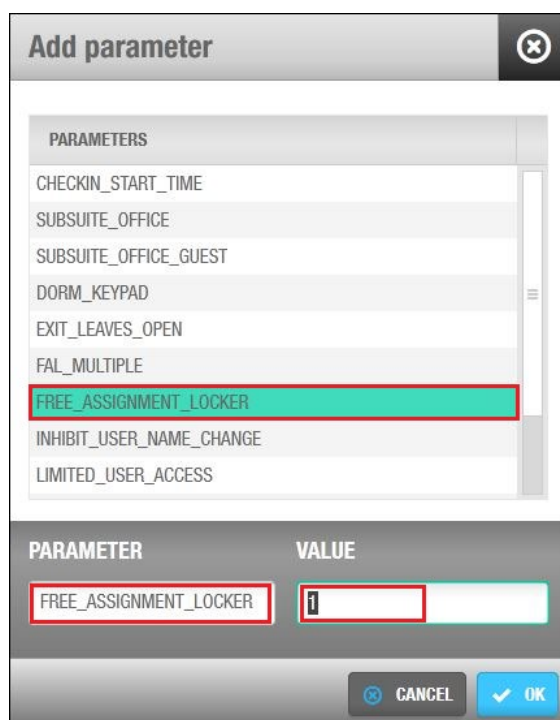 Add parameter
PARAMETERS
CHECKIN_START_TIME
SUBSUITE_OFFICE
SUBSUITE_OFFICE_GUEST
DORM_KEYPAD
EXIT_LEAVES_OPEN
FAL_MULTIPLE
FREE_ASSIGNMENT_LOCKER
INHIBIT_USER_NAME_CHANGE
LIMITED_USER_ACCESS
PARAMETER VALUE
FREE_ASSIGNMENT_LOCKER 1
CANCEL OK